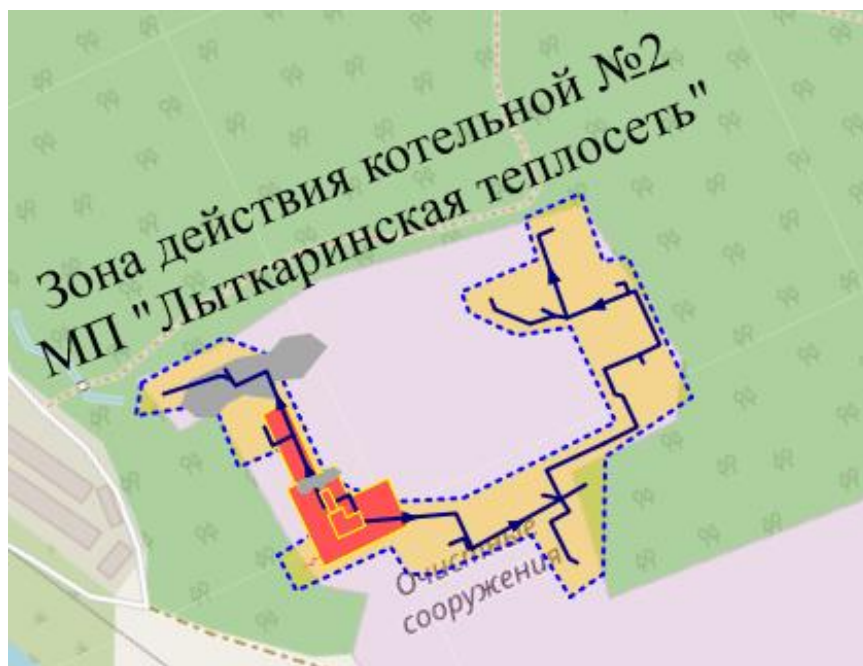 Зона действия котельной №2
МП "Лыткаринская теплосеть"
Очистные
сооружения